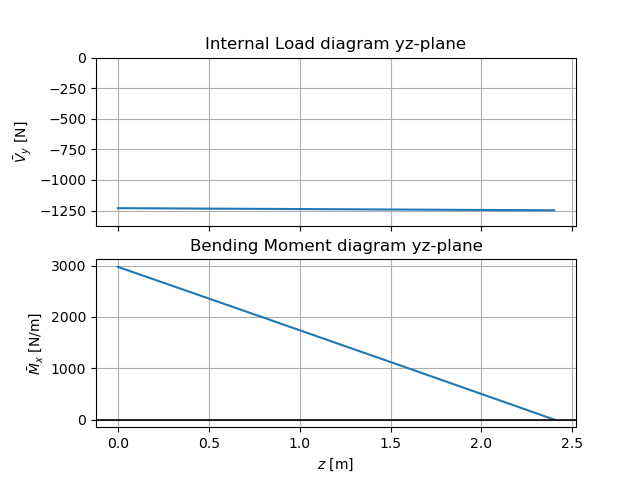 Internal Load diagram yz-plane
0
−250
−500
−750
−1000
−1250
V̄y [N]
Bending Moment diagram yz-plane
3000
2000
1000
0
M̄x [N/m]
0.0 0.5 1.0 1.5 2.0 2.5
z [m]